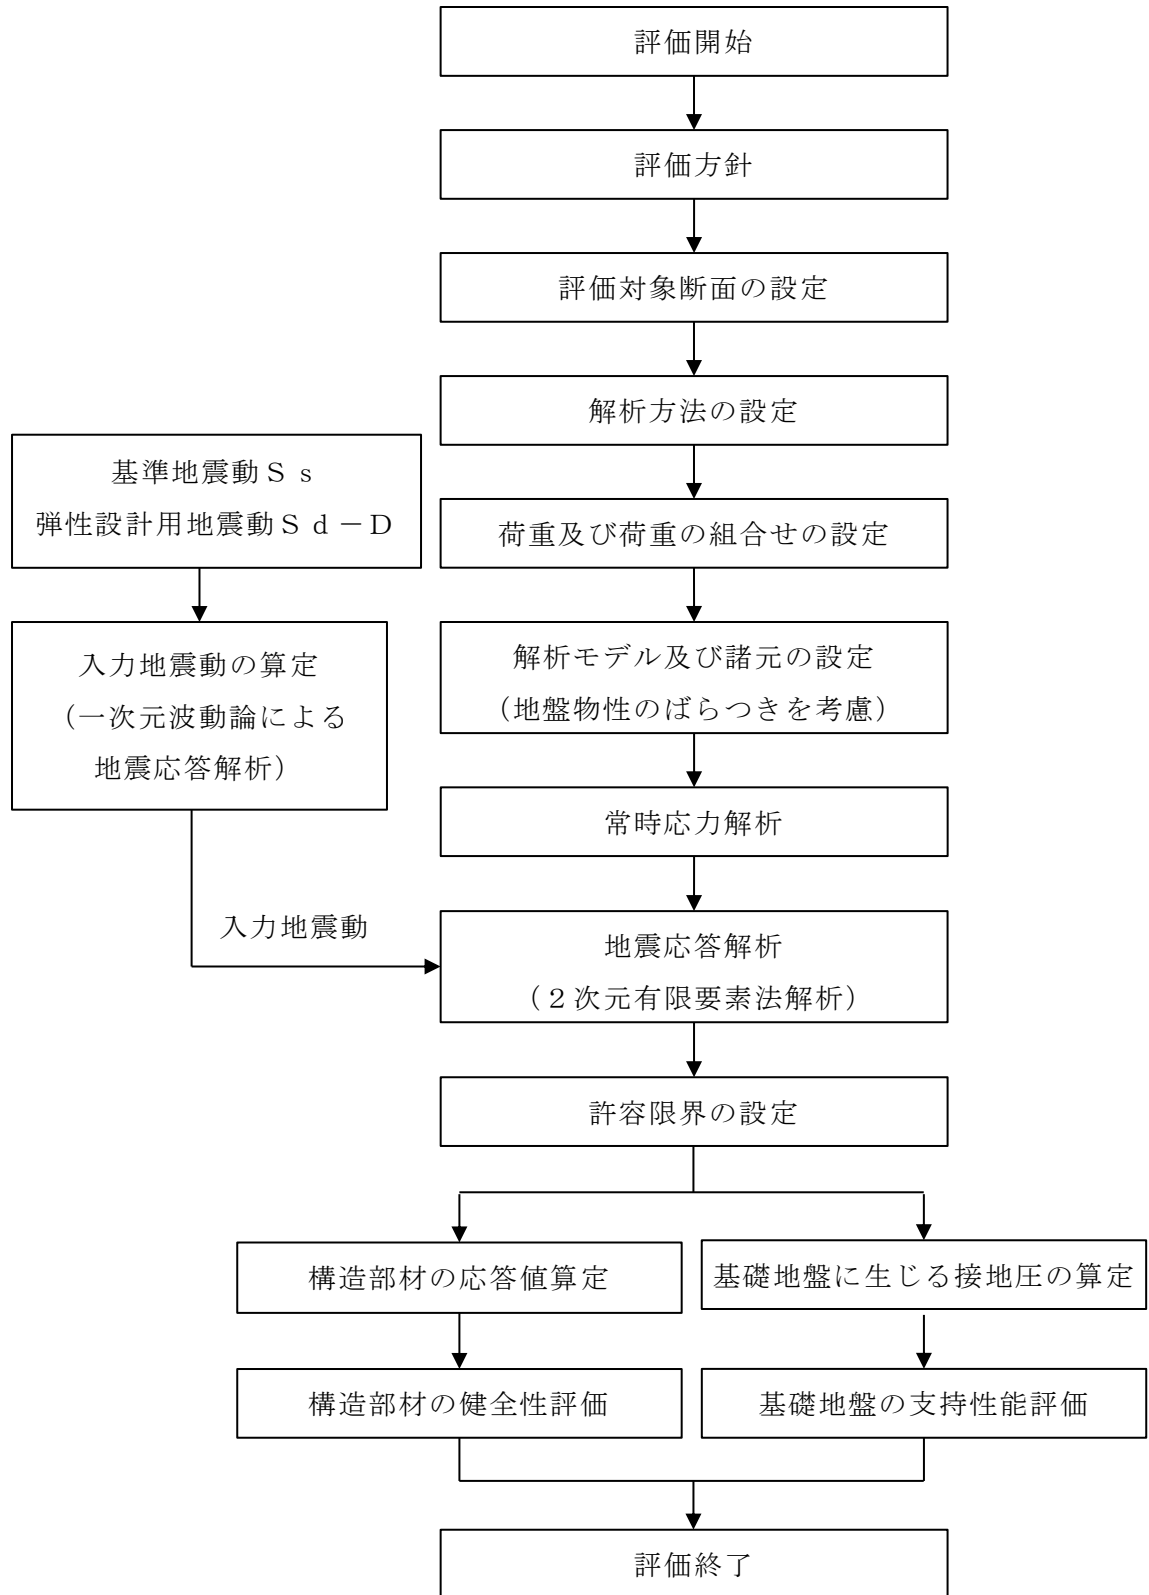 評価開始
評価方針
評価対象断面の設定
解析方法の設定
基準地震動Ｓｓ
弾性設計用地震動Ｓｄ－Ｄ
荷重及び荷重の組合せの設定
入力地震動の算定
（一次元波動論による
地震応答解析）
解析モデル及び諸元の設定
（地盤物性のばらつきを考慮）
常時応力解析
入力地震動
地震応答解析
（２次元有限要素法解析）
許容限界の設定
構造部材の応答値算定
基礎地盤に生じる接地圧の算定
構造部材の健全性評価
基礎地盤の支持性能評価
評価終了